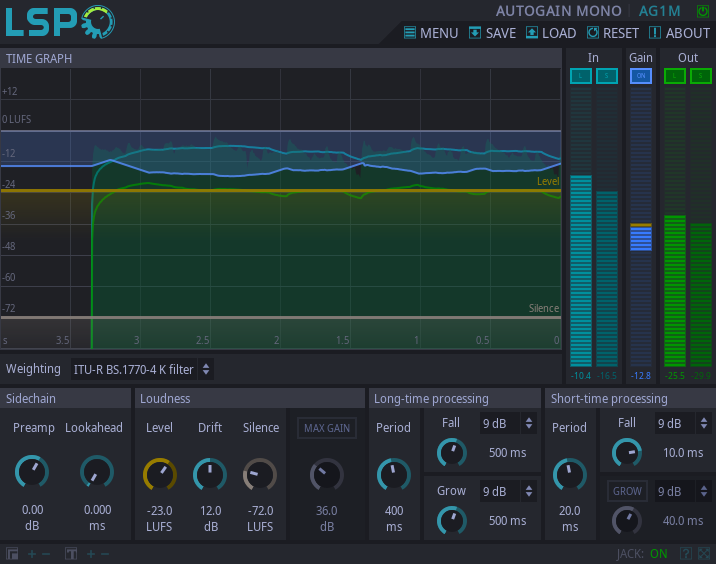 LSP
AUTOGAIN MONO AG1M
MENU SAVE LOAD RESET ABOUT
TIME GRAPH
In Gain Out
L S ON L S
+12
0 LUFS
-12
-24
-36
-48
-60
-72
Level
Silence
s 3.5 3 2.5 2 1.5 1 0.5 0
-10.4 -16.5 -12.8 -25.5 -29.9
Weighting ITU-R BS.1770-4 K filter
Sidechain Loudness Long-time processing Short-time processing
Preamp Lookahead
0.00 0.000
dB ms
Level Drift Silence MAX GAIN
-23.0 12.0 -72.0 36.0
LUFS dB LUFS dB
Period
400
ms
Fall 9 dB
500 ms
Grow 9 dB
500 ms
Period
20.0
ms
Fall 9 dB
10.0 ms
GROW 9 dB
40.0 ms
+ − T + − JACK: ON ?